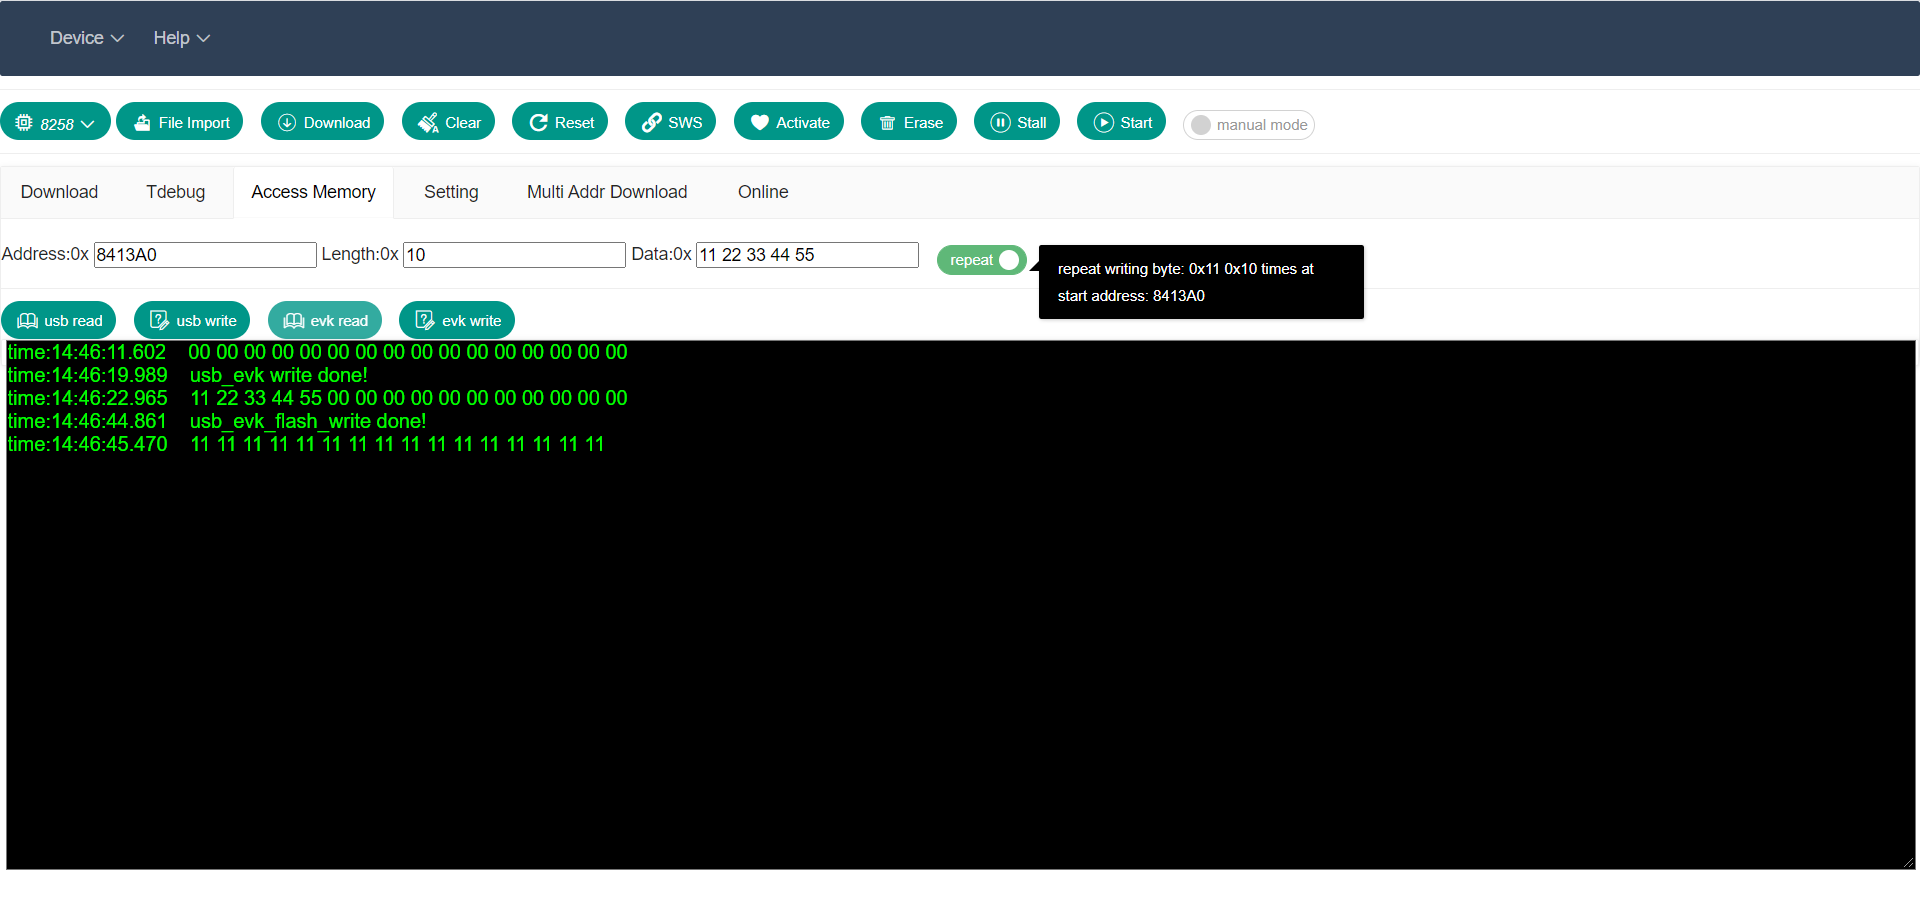 Device Help
8258 File Import Download Clear Reset SWS Activate Erase Stall Start manual mode
Download Tdebug Access Memory Setting Multi Addr Download Online
Address:0x 8413A0 Length:0x 10 Data:0x 11 22 33 44 55 repeat
repeat writing byte: 0x11 0x10 times at
start address: 8413A0
usb read usb write evk read evk write
time:14:46:11.602 00 00 00 00 00 00 00 00 00 00 00 00 00 00 00 00
time:14:46:19.989 usb_evk write done!
time:14:46:22.965 11 22 33 44 55 00 00 00 00 00 00 00 00 00 00 00
time:14:46:44.861 usb_evk_flash_write done!
time:14:46:45.470 11 11 11 11 11 11 11 11 11 11 11 11 11 11 11 11